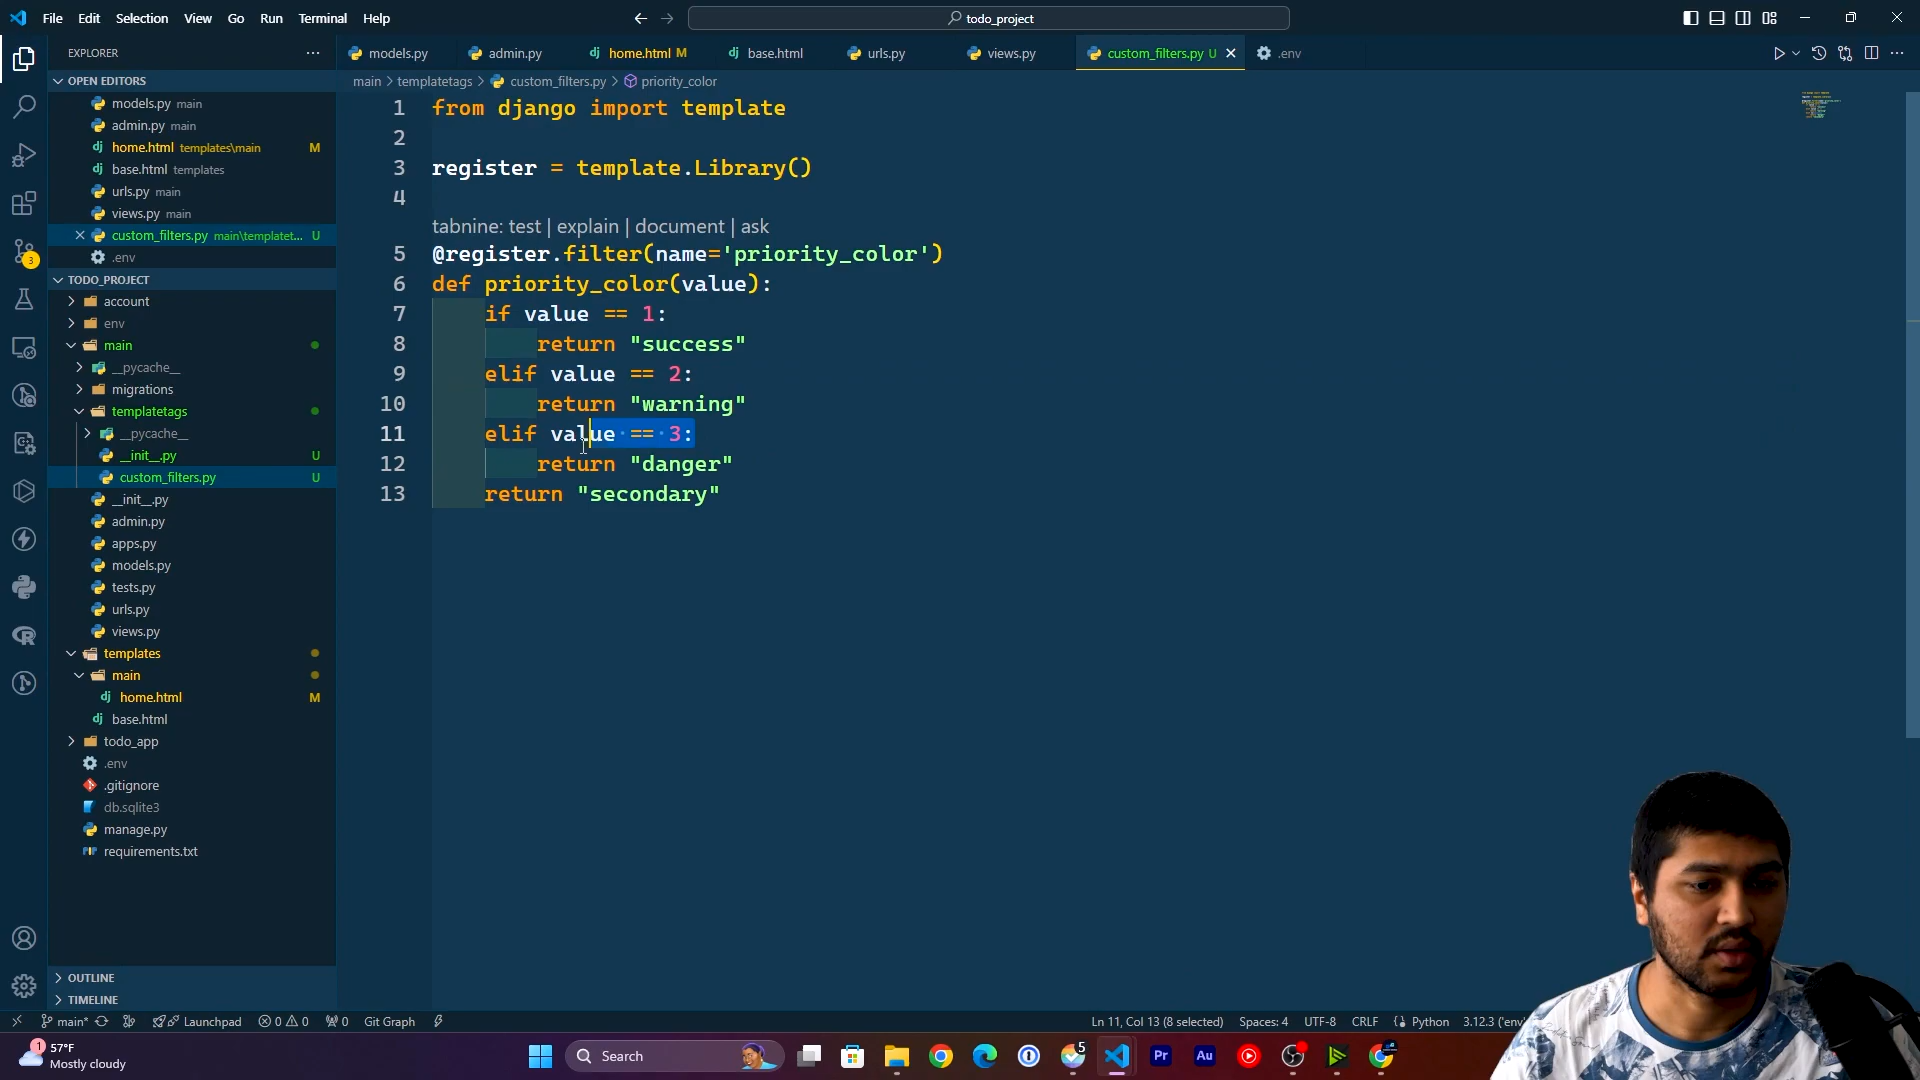 File Edit Selection View Go Run Terminal Help
todo_project
EXPLORER
models.py
admin.py
home.html M
base.html
urls.py
views.py
custom_filters.py U
.env
OPEN EDITORS
main > templatetags > custom_filters.py > priority_color
models.py main
admin.py main
home.html templates\main M
base.html templates
urls.py main
views.py main
custom_filters.py main\templatet... U
.env
TODO_PROJECT
account
env
main
__pycache__
migrations
templatetags
__pycache__
__init__.py U
custom_filters.py U
__init__.py
admin.py
apps.py
models.py
tests.py
urls.py
views.py
templates
main
home.html M
base.html
todo_app
.env
.gitignore
db.sqlite3
manage.py
requirements.txt
OUTLINE
TIMELINE
1 from django import template
2
3 register = template.Library()
4
tabnine: test | explain | document | ask
5 @register.filter(name='priority_color')
6 def priority_color(value):
7 if value == 1:
8 return "success"
9 elif value == 2:
10 return "warning"
11 elif value == 3:
12 return "danger"
13 return "secondary"
3
main* Launchpad 0 0 0 Git Graph
Ln 11, Col 13 (8 selected) Spaces: 4 UTF-8 CRLF Python 3.12.3 ('env'
1
57°F
Mostly cloudy
Search
5
Pr
Au